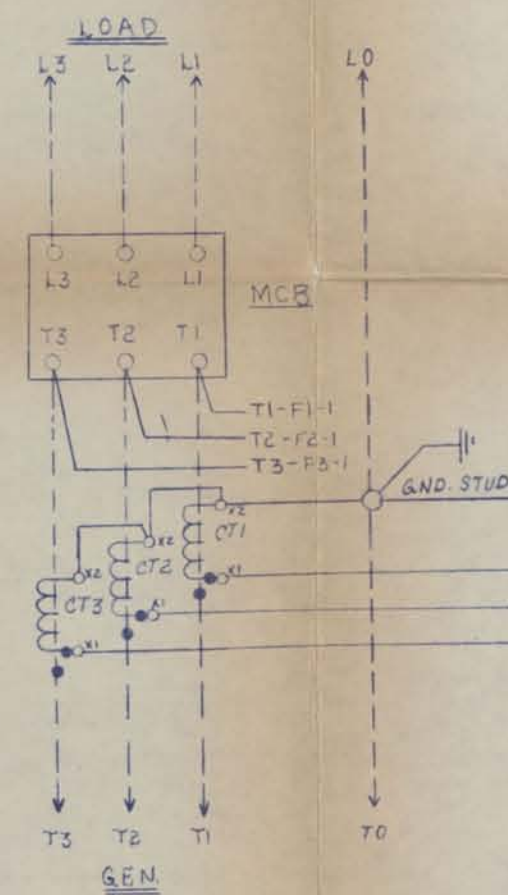 LOAD
L3 L2 L1 L0
L3 L2 L1
MCB
T3 T2 T1
T1-F1-1
T2-F2-1
T3-F3-1
GND. STUD
X2 CT1
X2 CT2
X2 CT3
X1
X1
X1
T3 T2 T1 T0
GEN.